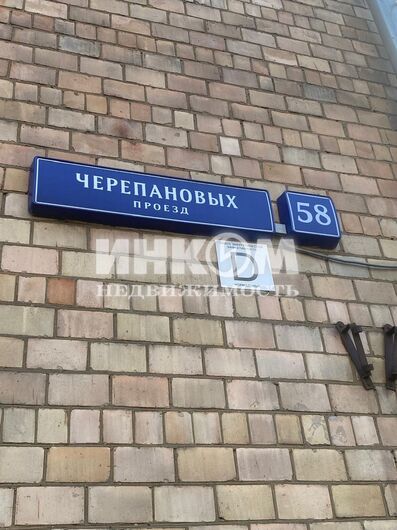 ЧЕРЕПАНОВЫХ
ПРОЕЗД
58
ИНКОМ
НЕДВИЖИМОСТЬ
D